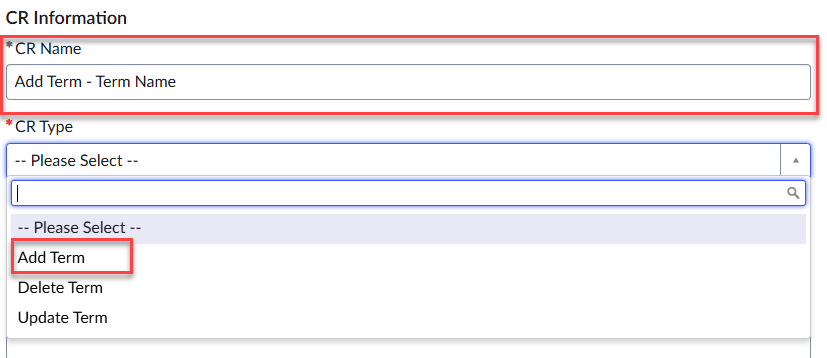 CR Information
*CR Name
Add Term - Term Name
*CR Type
-- Please Select --
-- Please Select --
Add Term
Delete Term
Update Term